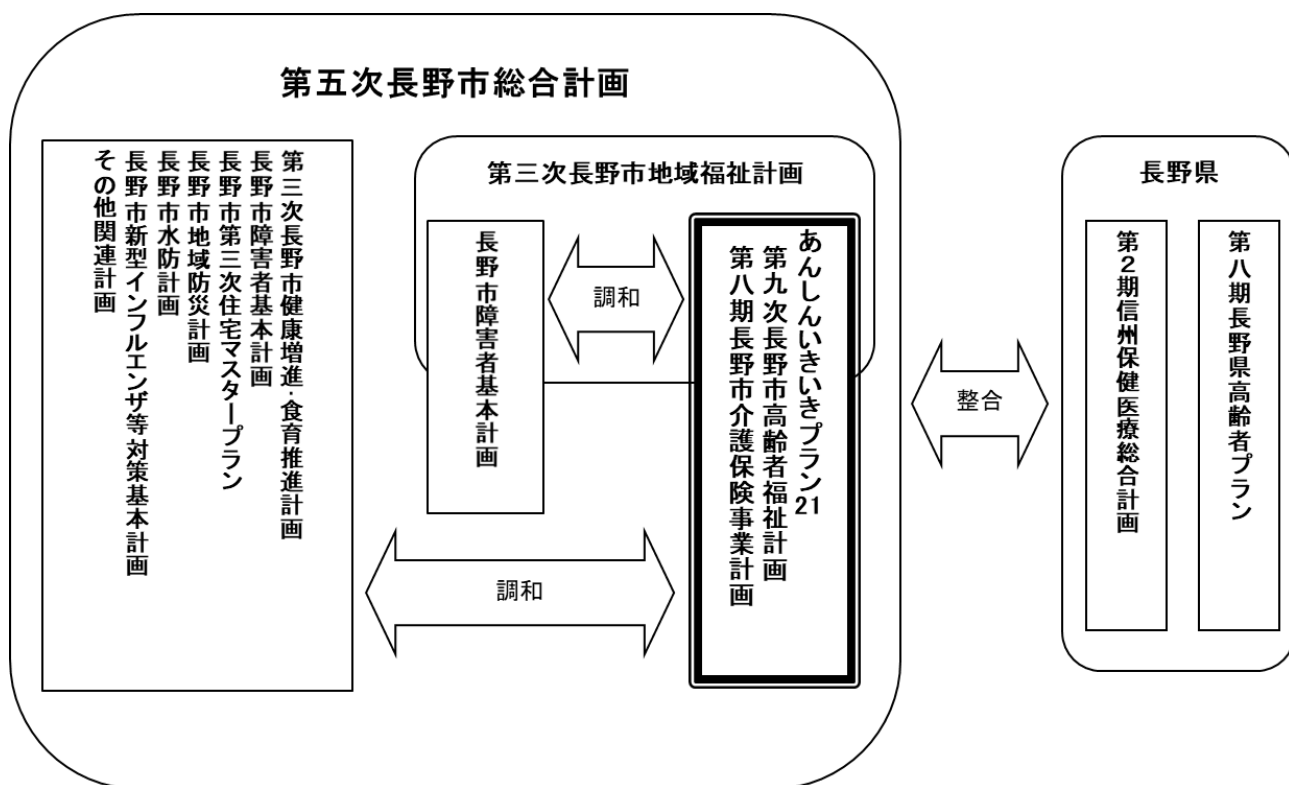 第五次長野市総合計画
第三次長野市健康増進・食育推進計画
長野市障害者基本計画
長野市第三次住宅マスタープラン
長野市地域防災計画
長野市水防計画
長野市新型インフルエンザ等対策基本計画
その他関連計画
第三次長野市地域福祉計画
長野市障害者基本計画
調和
あんしんいきいきプラン21
第九次長野市高齢者福祉計画
第八期長野市介護保険事業計画
調和
整合
長野県
第八期長野県高齢者プラン
第2期信州保健医療総合計画